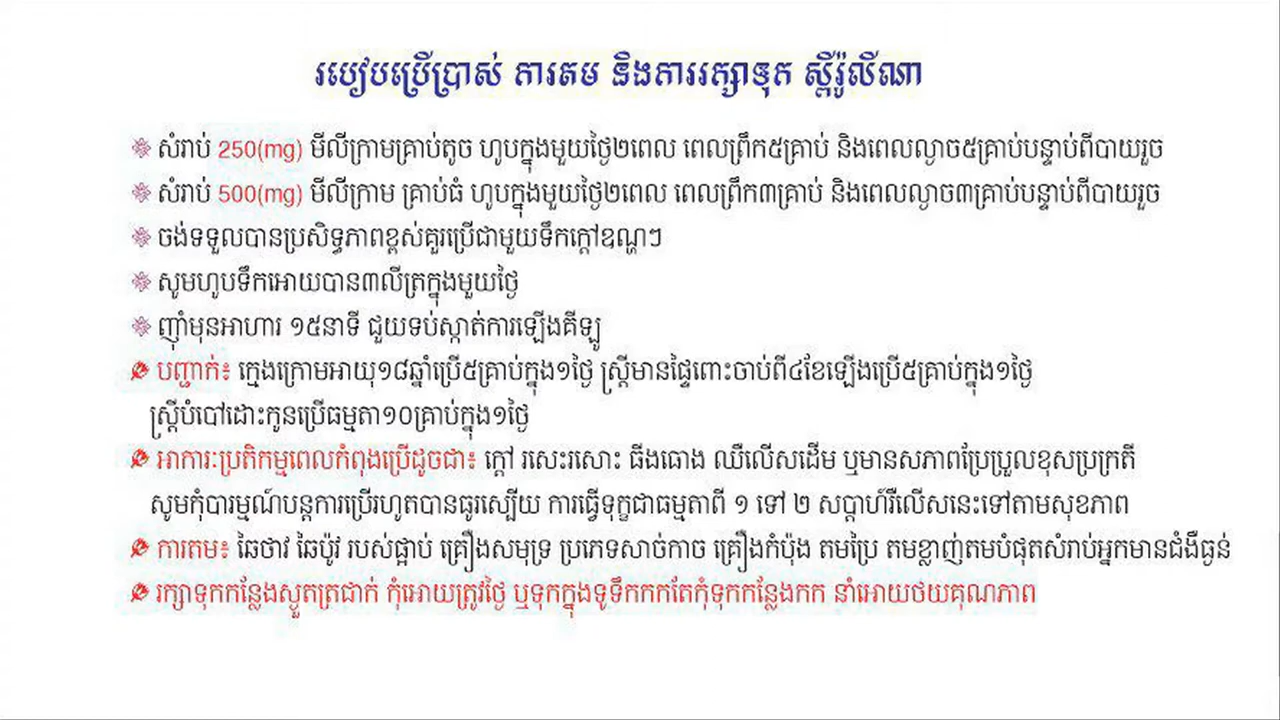 របៀបប្រើប្រាស់ ការតម និងការរក្សាទុក ស្ពីរ៉ូលីណា
សំរាប់ 250(mg) មីលីក្រាមគ្រាប់តូច ហូបក្នុងមួយថ្ងៃ២ពេល ពេលព្រឹក៥គ្រាប់ និងពេលល្ងាច៥គ្រាប់បន្ទាប់ពីបាយរួច
សំរាប់ 500(mg) មីលីក្រាម គ្រាប់ធំ ហូបក្នុងមួយថ្ងៃ២ពេល ពេលព្រឹក៣គ្រាប់ និងពេលល្ងាច៣គ្រាប់បន្ទាប់ពីបាយរួច
ចង់ទទួលបានប្រសិទ្ធភាពខ្ពស់គួរប្រើជាមួយទឹកក្តៅឧណ្ហៗ
សូមហូបទឹកអោយបាន៣លីត្រក្នុងមួយថ្ងៃ
ញ៉ាំមុនអាហារ ១៥នាទី ជួយទប់ស្កាត់ការឡើងគីឡូ
បញ្ជាក់៖ ក្មេងក្រោមអាយុ១៨ឆ្នាំប្រើ៥គ្រាប់ក្នុង១ថ្ងៃ ស្ត្រីមានផ្ទៃពោះចាប់ពី៤ខែឡើងប្រើ៥គ្រាប់ក្នុង១ថ្ងៃ
ស្ត្រីបំបៅដោះកូនប្រើធម្មតា១០គ្រាប់ក្នុង១ថ្ងៃ
អាការៈប្រតិកម្មពេលកំពុងប្រើដូចជា៖ ក្តៅ រសេះរសោះ ធីងធោង ឈឺលើសដើម ឬមានសភាពប្រែប្រួលខុសប្រក្រតី
សូមកុំបារម្មណ៍បន្តការប្រើរហូតបានធូរស្បើយ ការធ្វើទុក្ខជាធម្មតាពី ១ ទៅ ២ សប្តាហ៍រឺលើសនេះទៅតាមសុខភាព
ការតម៖ ឆៃថាវ ឆៃប៉ូវ របស់ផ្អាប់ គ្រឿងសមុទ្រ ប្រភេទសាច់កាច គ្រឿងកំប៉ុង តមប្រៃ តមខ្លាញ់តមបំផុតសំរាប់អ្នកមានជំងឺធ្ងន់
រក្សាទុកកន្លែងស្ងួតត្រជាក់ កុំអោយត្រូវថ្ងៃ ឬទុកក្នុងទូទឹកកកតែកុំទុកកន្លែងកក នាំអោយថយគុណភាព